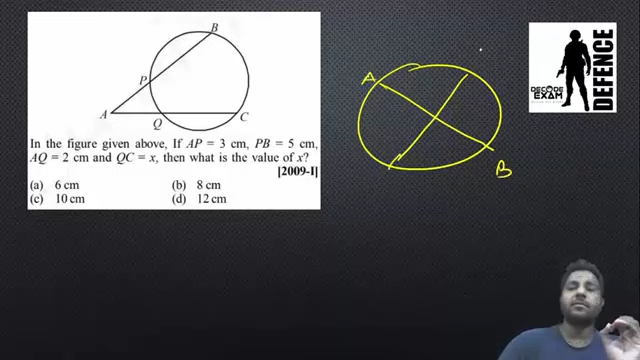 B
P
A
Q
C
In the figure given above, If AP = 3 cm, PB = 5 cm,
AQ = 2 cm and QC = x, then what is the value of x?
[2009-I]
(a) 6 cm
(b) 8 cm
(c) 10 cm
(d) 12 cm
A
B
DECODE
EXAM
DEFENCE